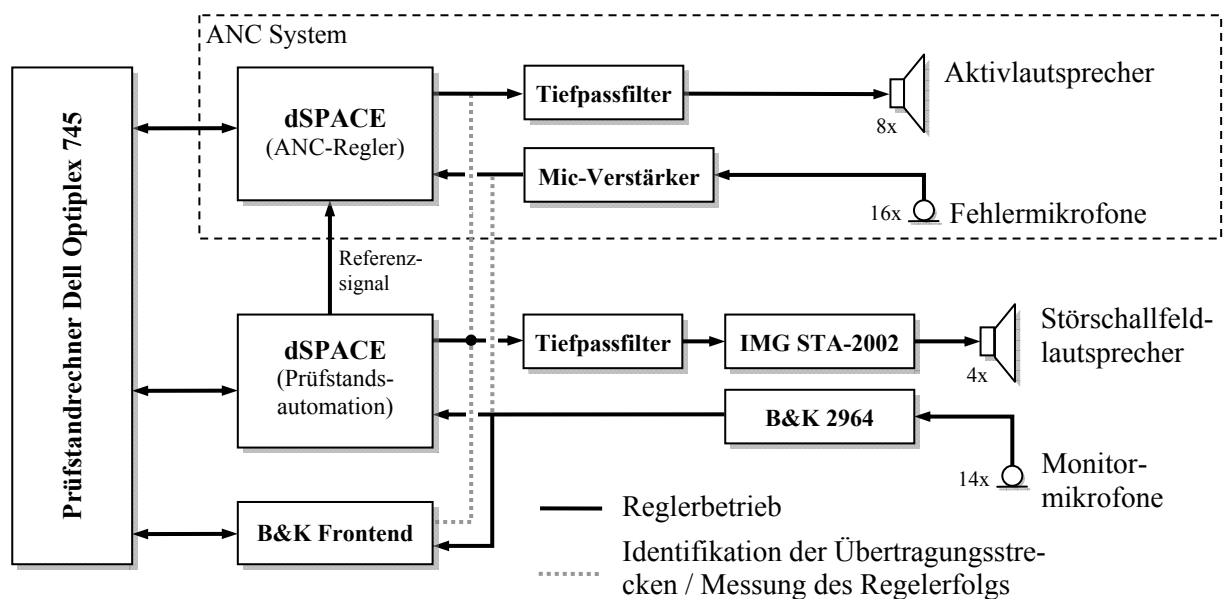 ANC System
Prüfstandrechner Dell Optiplex 745
dSPACE
(ANC-Regler)
Tiefpassfilter
8x
Aktivlautsprecher
Mic-Verstärker
16x
Fehlermikrofone
Referenz-
signal
dSPACE
(Prüfstands-
automation)
Tiefpassfilter
IMG STA-2002
4x
Störschallfeld-
lautsprecher
B&K 2964
14x
Monitor-
mikrofone
B&K Frontend
Reglerbetrieb
Identifikation der Übertragungsstre-
cken / Messung des Regelerfolgs